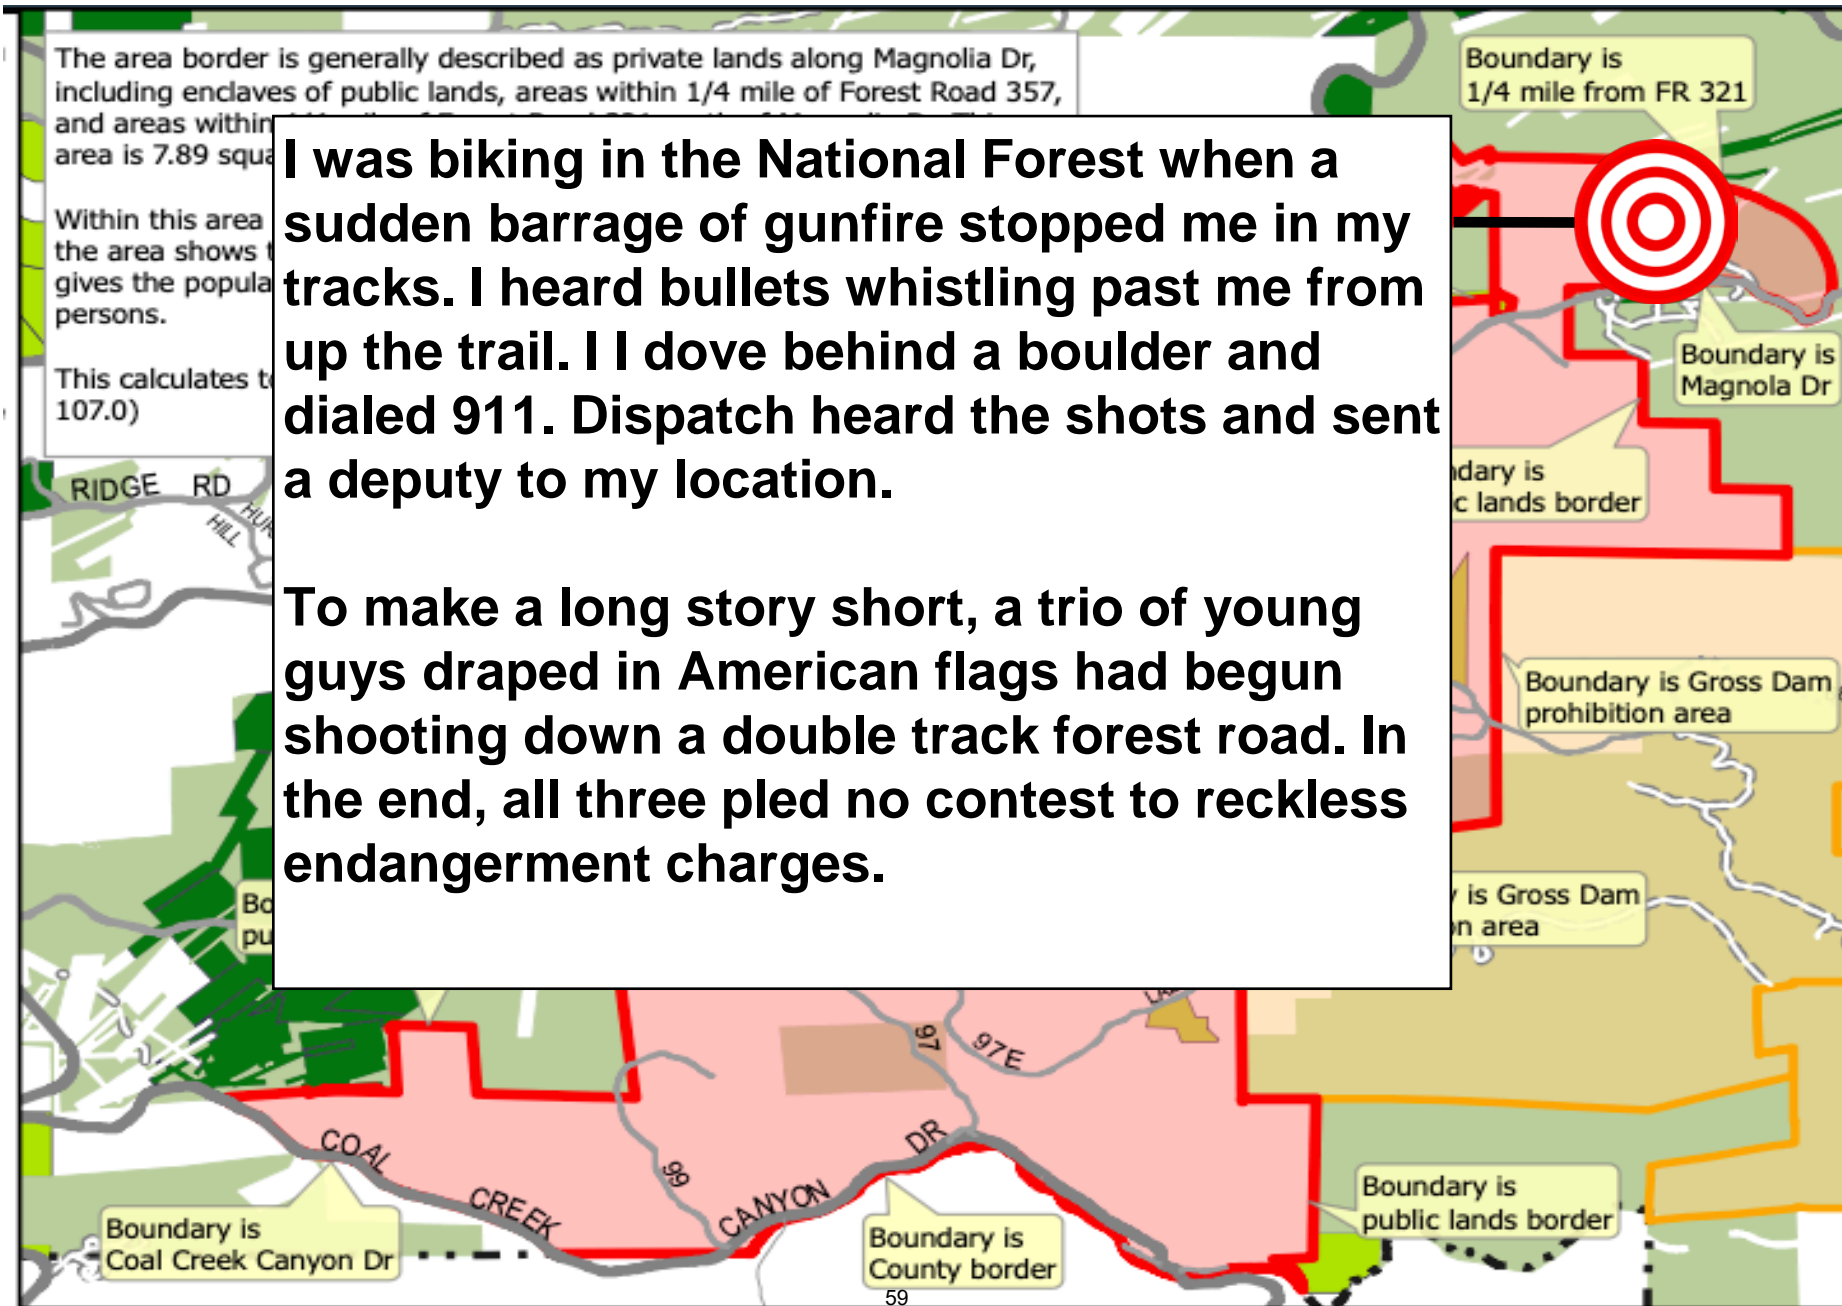 The area border is generally described as private lands along Magnolia Dr,
including enclaves of public lands, areas within 1/4 mile of Forest Road 357,
and areas within
area is 7.89
Within this area
the area shows
gives the
persons.
This calculates
107.0)
I was biking in the National Forest when a
sudden barrage of gunfire stopped me in my
tracks. I heard bullets whistling past me from
up the trail. I I dove behind a boulder and
dialed 911. Dispatch heard the shots and sent
a deputy to my location.
To make a long story short, a trio of young
guys draped in American flags had begun
shooting down a double track forest road. In
the end, all three pled no contest to reckless
endangerment charges.
Boundary is
1/4 mile from FR 321
Boundary is
Magnola Dr
lands border
Boundary is Gross Dam
prohibition area
is Gross Dam
area
RIDGE RD
HILL
97
97E
99
COAL CREEK CANYON DR
Boundary is
Coal Creek Canyon Dr
Boundary is
County border
Boundary is
public lands border
59